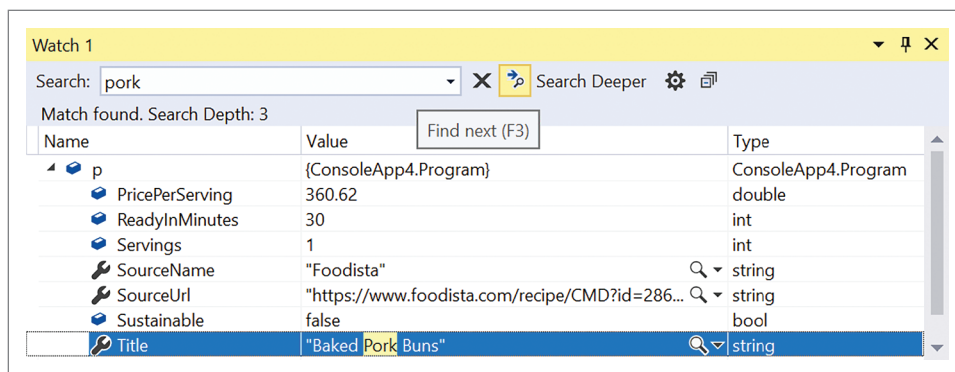 Watch 1
Search: pork Search Deeper
Match found. Search Depth: 3
Find next (F3)
Name Value Type
p {ConsoleApp4.Program} ConsoleApp4.Program
PricePerServing 360.62 double
ReadyInMinutes 30 int
Servings 1 int
SourceName "Foodista" string
SourceUrl "https://www.foodista.com/recipe/CMD?id=286... string
Sustainable false bool
Title "Baked Pork Buns" string